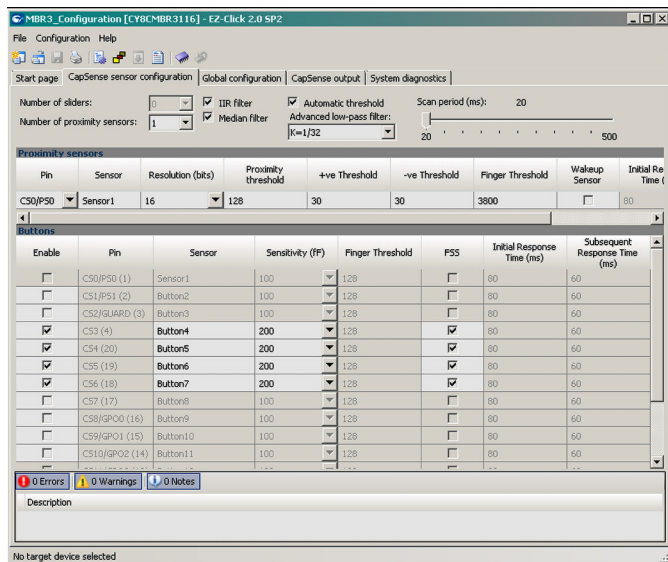 MBR3_Configuration [CY8CMBR3116] - EZ-Click 2.0 SP2
File Configuration Help
Start page CapSense sensor configuration Global configuration CapSense output System diagnostics
Number of sliders: 0 IIR filter Automatic threshold Scan period (ms): 20
Number of proximity sensors: 1 Median filter Advanced low-pass filter:
K=1/32 20 500
Proximity sensors
Pin Sensor Resolution (bits) Proximity threshold +ve Threshold -ve Threshold Finger Threshold Wakeup Sensor Initial Re Time (
CS0/PS0 Sensor1 16 128 30 30 3800 80
Buttons
Enable Pin Sensor Sensitivity (fF) Finger Threshold FSS Initial Response Time (ms) Subsequent Response Time (ms)
CS0/PS0 (1) Sensor1 100 128 80 60
CS1/PS1 (2) Button2 100 128 80 60
CS2/GUARD (3) Button3 100 128 80 60
CS3 (4) Button4 200 128 80 60
CS4 (20) Button5 200 128 80 60
CS5 (19) Button6 200 128 80 60
CS6 (18) Button7 200 128 80 60
CS7 (17) Button8 100 128 80 60
CS8/GPO0 (16) Button9 100 128 80 60
CS9/GPO1 (15) Button10 100 128 80 60
CS10/GPO2 (14) Button11 100 128 80 60
0 Errors 0 Warnings 0 Notes
Description
No target device selected